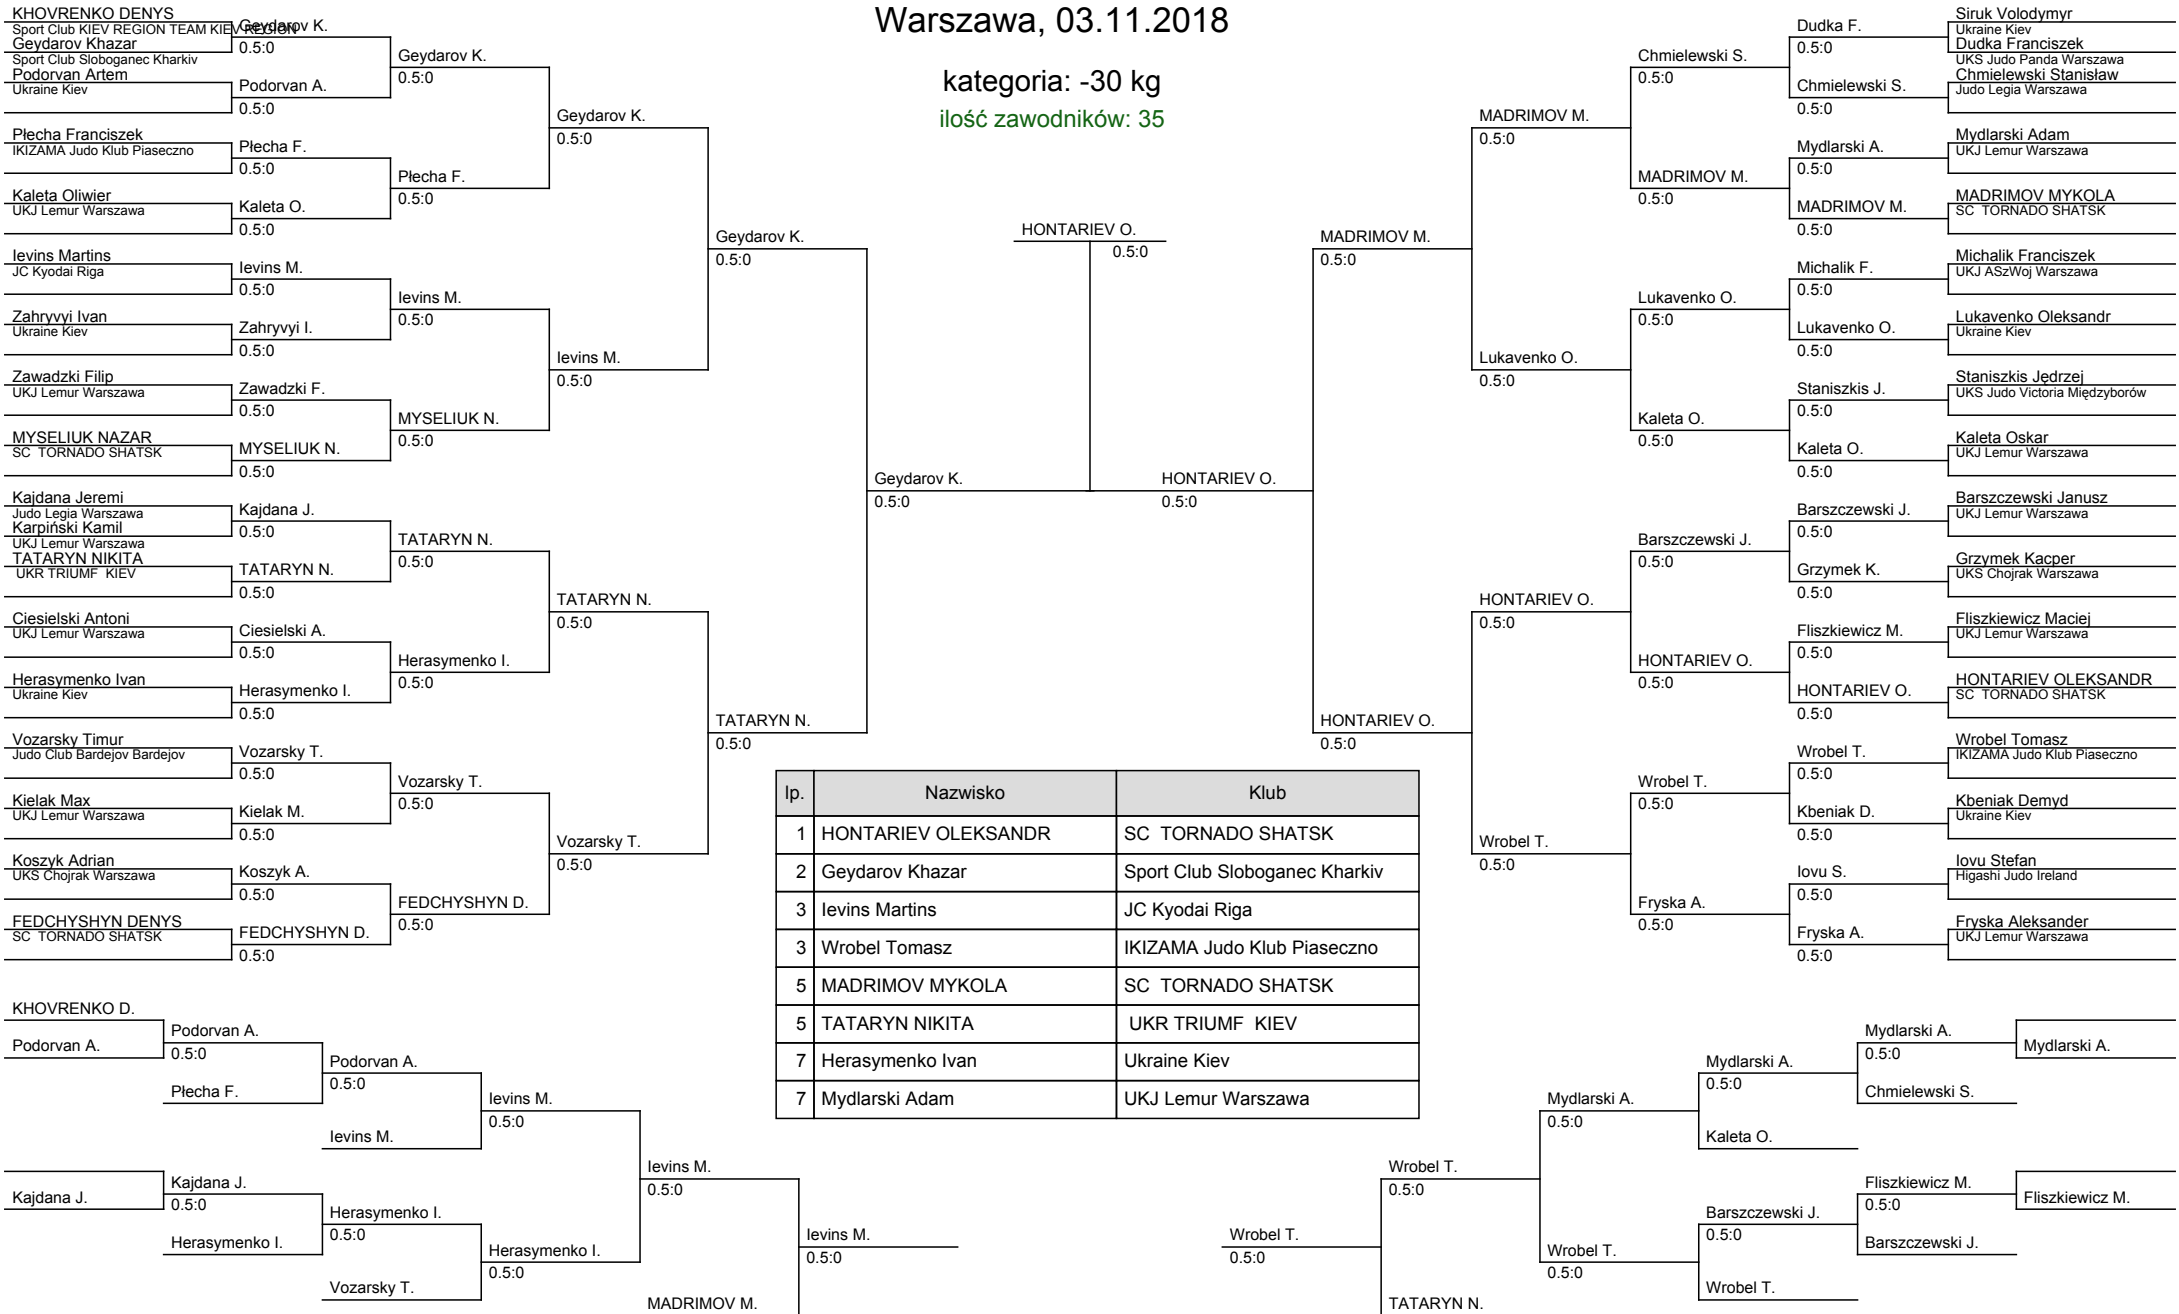 Warszawa, 03.11.2018
kategoria: -30 kg
ilość zawodników: 35
KHOVRENKO DENYS
Sport Club KIEV REGION TEAM KIEV REGION
Geydarov Khazar
Sport Club Sloboganec Kharkiv
Podorvan Artem
Ukraine Kiev
Płecha Franciszek
IKIZAMA Judo Klub Piaseczno
Kaleta Oliwier
UKJ Lemur Warszawa
Ievins Martins
JC Kyodai Riga
Zahryvyi Ivan
Ukraine Kiev
Zawadzki Filip
UKJ Lemur Warszawa
MYSELIUK NAZAR
SC TORNADO SHATSK
Kajdana Jeremi
Judo Legia Warszawa
Karpiński Kamil
UKJ Lemur Warszawa
TATARYN NIKITA
UKR TRIUMF KIEV
Ciesielski Antoni
UKJ Lemur Warszawa
Herasymenko Ivan
Ukraine Kiev
Vozarsky Timur
Judo Club Bardejov Bardejov
Kielak Max
UKJ Lemur Warszawa
Koszyk Adrian
UKS Chojrak Warszawa
FEDCHYSHYN DENYS
SC TORNADO SHATSK
Geydarov K.
0.5:0
Podorvan A.
0.5:0
Płecha F.
0.5:0
Kaleta O.
0.5:0
Ievins M.
0.5:0
Zahryvyi I.
0.5:0
Zawadzki F.
0.5:0
MYSELIUK N.
0.5:0
Kajdana J.
0.5:0
TATARYN N.
0.5:0
Ciesielski A.
0.5:0
Herasymenko I.
0.5:0
Vozarsky T.
0.5:0
Kielak M.
0.5:0
Koszyk A.
0.5:0
FEDCHYSHYN D.
0.5:0
Geydarov K.
0.5:0
Płecha F.
0.5:0
Ievins M.
0.5:0
MYSELIUK N.
0.5:0
TATARYN N.
0.5:0
Herasymenko I.
0.5:0
Vozarsky T.
0.5:0
FEDCHYSHYN D.
0.5:0
Geydarov K.
0.5:0
Ievins M.
0.5:0
TATARYN N.
0.5:0
Vozarsky T.
0.5:0
Geydarov K.
0.5:0
TATARYN N.
0.5:0
Geydarov K.
0.5:0
HONTARIEV O.
0.5:0
HONTARIEV O.
0.5:0
MADRIMOV M.
0.5:0
HONTARIEV O.
0.5:0
MADRIMOV M.
0.5:0
Lukavenko O.
0.5:0
HONTARIEV O.
0.5:0
Wrobel T.
0.5:0
Chmielewski S.
0.5:0
MADRIMOV M.
0.5:0
Lukavenko O.
0.5:0
Kaleta O.
0.5:0
Barszczewski J.
0.5:0
HONTARIEV O.
0.5:0
Wrobel T.
0.5:0
Fryska A.
0.5:0
Dudka F.
0.5:0
Chmielewski S.
0.5:0
Mydlarski A.
0.5:0
MADRIMOV M.
0.5:0
Michalik F.
0.5:0
Lukavenko O.
0.5:0
Staniszkis J.
0.5:0
Kaleta O.
0.5:0
Barszczewski J.
0.5:0
Grzymek K.
0.5:0
Fliszkiewicz M.
0.5:0
HONTARIEV O.
0.5:0
Wrobel T.
0.5:0
Kbeniak D.
0.5:0
Iovu S.
0.5:0
Fryska A.
0.5:0
Siruk Volodymyr
Ukraine Kiev
Dudka Franciszek
UKS Judo Panda Warszawa
Chmielewski Stanisław
Judo Legia Warszawa
Mydlarski Adam
UKJ Lemur Warszawa
MADRIMOV MYKOLA
SC TORNADO SHATSK
Michalik Franciszek
UKJ ASzWoj Warszawa
Lukavenko Oleksandr
Ukraine Kiev
Staniszkis Jędrzej
UKS Judo Victoria Międzyborów
Kaleta Oskar
UKJ Lemur Warszawa
Barszczewski Janusz
UKJ Lemur Warszawa
Grzymek Kacper
UKS Chojrak Warszawa
Fliszkiewicz Maciej
UKJ Lemur Warszawa
HONTARIEV OLEKSANDR
SC TORNADO SHATSK
Wrobel Tomasz
IKIZAMA Judo Klub Piaseczno
Kbeniak Demyd
Ukraine Kiev
Iovu Stefan
Higashi Judo Ireland
Fryska Aleksander
UKJ Lemur Warszawa
lp. Nazwisko Klub
1 HONTARIEV OLEKSANDR SC TORNADO SHATSK
2 Geydarov Khazar Sport Club Sloboganec Kharkiv
3 Ievins Martins JC Kyodai Riga
3 Wrobel Tomasz IKIZAMA Judo Klub Piaseczno
5 MADRIMOV MYKOLA SC TORNADO SHATSK
5 TATARYN NIKITA UKR TRIUMF KIEV
7 Herasymenko Ivan Ukraine Kiev
7 Mydlarski Adam UKJ Lemur Warszawa
KHOVRENKO D.
Podorvan A.
Kajdana J.
Podorvan A.
0.5:0
Płecha F.
Kajdana J.
0.5:0
Herasymenko I.
Podorvan A.
0.5:0
Ievins M.
Herasymenko I.
0.5:0
Vozarsky T.
Ievins M.
0.5:0
Herasymenko I.
0.5:0
Ievins M.
0.5:0
MADRIMOV M.
Ievins M.
0.5:0
Wrobel T.
0.5:0
Wrobel T.
0.5:0
TATARYN N.
Mydlarski A.
0.5:0
Wrobel T.
0.5:0
Mydlarski A.
0.5:0
Kaleta O.
Barszczewski J.
0.5:0
Wrobel T.
Mydlarski A.
0.5:0
Chmielewski S.
Fliszkiewicz M.
0.5:0
Barszczewski J.
Mydlarski A.
Fliszkiewicz M.